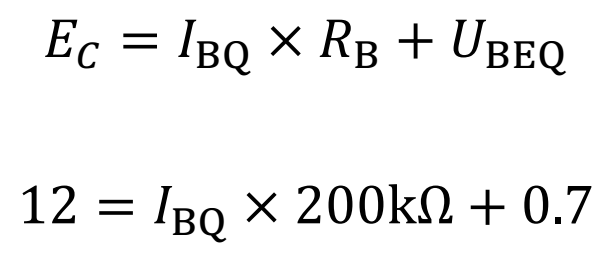 E_C = I_BQ × R_B + U_BEQ
12 = I_BQ × 200kΩ + 0.7